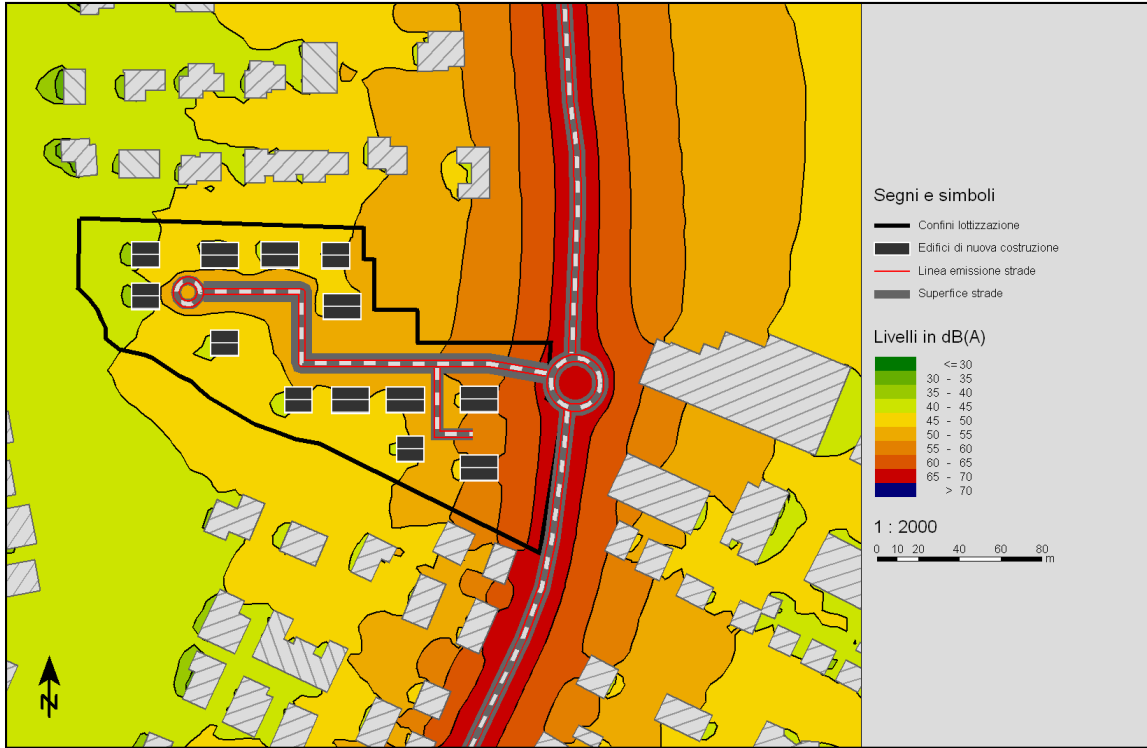 Segni e simboli
Confini lottizzazione
Edifici di nuova costruzione
Linea emissione strade
Superfice strade
Livelli in dB(A)
<= 30
30 - 35
35 - 40
40 - 45
45 - 50
50 - 55
55 - 60
60 - 65
65 - 70
> 70
1 : 2000
0 10 20 40 60 80
m
N